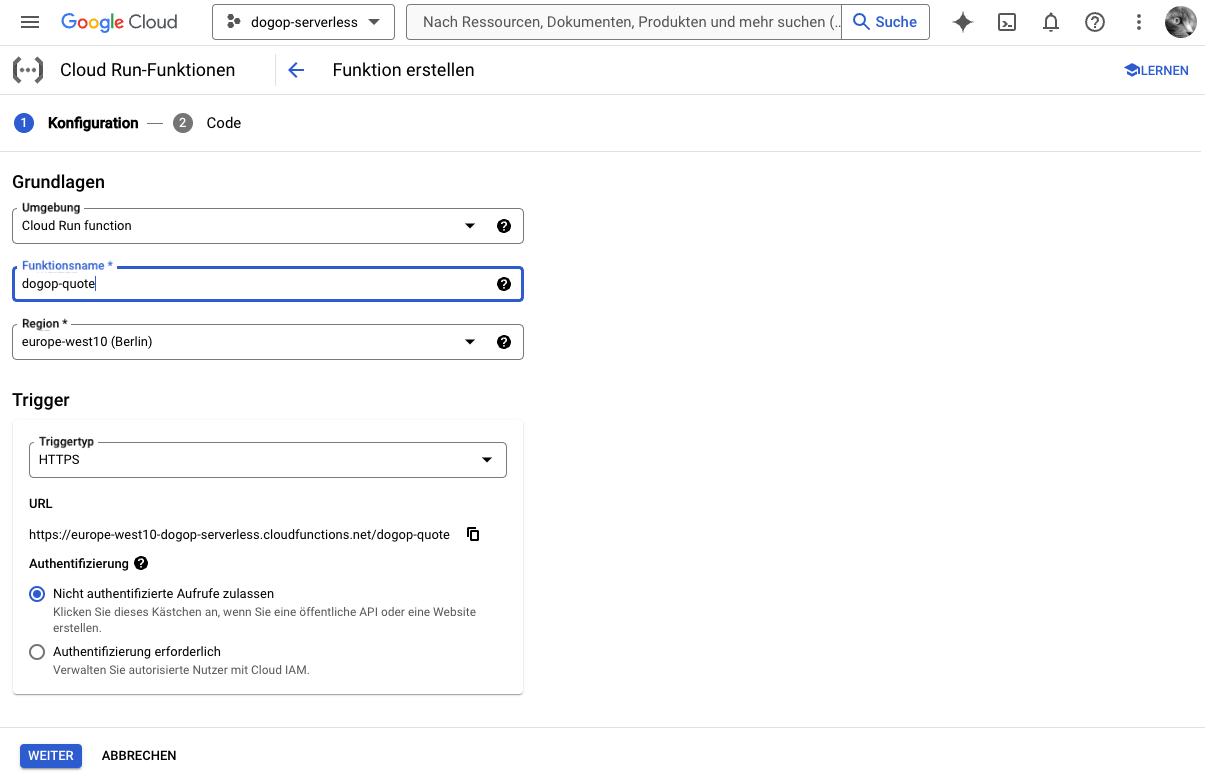 Google Cloud
dogop-serverless
Nach Ressourcen, Dokumenten, Produkten und mehr suchen (...
Suche
Cloud Run-Funktionen
Funktion erstellen
LERNEN
1 Konfiguration — 2 Code
Grundlagen
Umgebung
Cloud Run function
Funktionsname *
dogop-quote
Region *
europe-west10 (Berlin)
Trigger
Triggertyp
HTTPS
URL
https://europe-west10-dogop-serverless.cloudfunctions.net/dogop-quote
Authentifizierung
Nicht authentifizierte Aufrufe zulassen
Klicken Sie dieses Kästchen an, wenn Sie eine öffentliche API oder eine Website
erstellen.
Authentifizierung erforderlich
Verwalten Sie autorisierte Nutzer mit Cloud IAM.
WEITER
ABBRECHEN